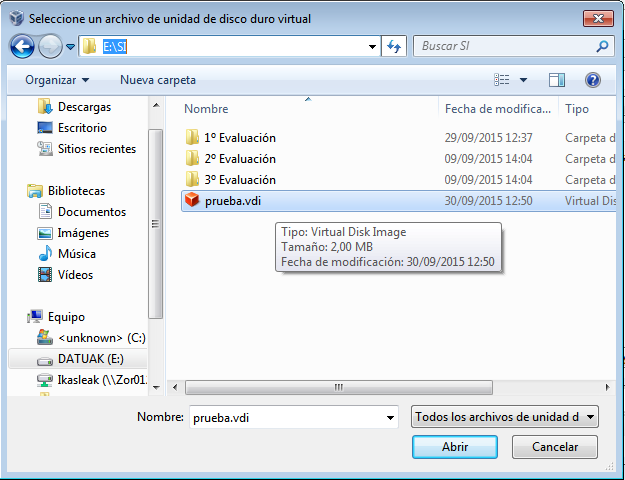 Seleccione un archivo de unidad de disco duro virtual
E:\SI
Buscar SI
Organizar
Nueva carpeta
Descargas
Escritorio
Sitios recientes
Bibliotecas
Documentos
Imágenes
Música
Vídeos
Equipo
<unknown> (C:)
DATUAK (E:)
Ikasleak (\\Zor01
Nombre Fecha de modifica... Tipo
1º Evaluación 29/09/2015 12:37 Carpeta d
2º Evaluación 09/09/2015 14:04 Carpeta d
3º Evaluación 09/09/2015 14:04 Carpeta d
prueba.vdi 30/09/2015 12:50 Virtual Dis
Tipo: Virtual Disk Image
Tamaño: 2,00 MB
Fecha de modificación: 30/09/2015 12:50
Nombre: prueba.vdi
Todos los archivos de unidad d
Abrir
Cancelar